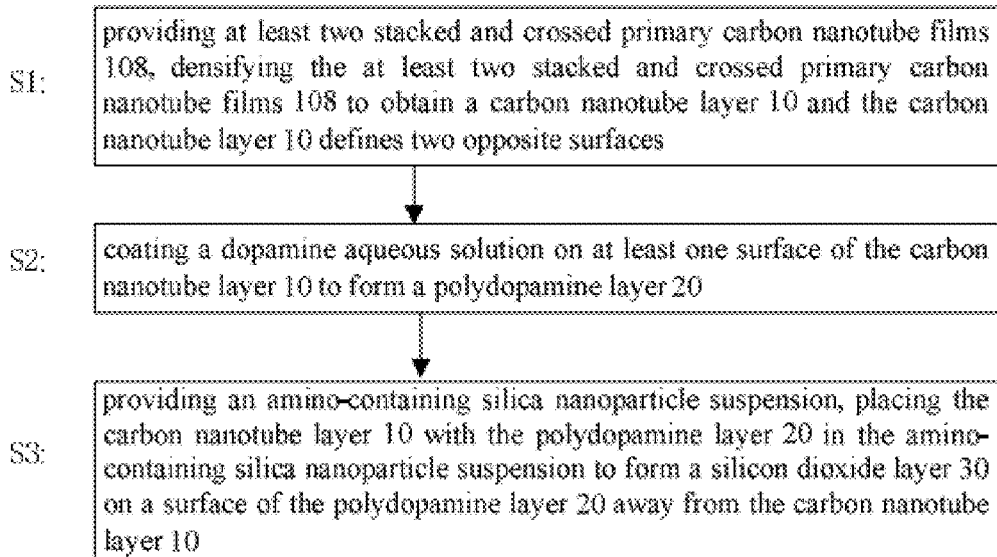 providing at least two stacked and crossed primary carbon nanotube films
108, densifying the at least two stacked and crossed primary carbon
S1:
nanotube films 108 to obtain a carbon nanotube layer 10 and the carbon
nanotube layer 10 defines two opposite surfaces
coating a dopamine aqueous solution on at least one surface of the carbon
S2:
nanotube layer 10 to form a polydopamine layer 20
providing an amino-containing silica nanoparticle suspension, placing the
carbon nanotube layer 10 with the polydopamine layer 20 in the amino-
S3:
containing silica nanoparticle suspension to form a silicon dioxide layer 30
on a surface of the polydopamine layer 20 away from the carbon nanotube
layer 10